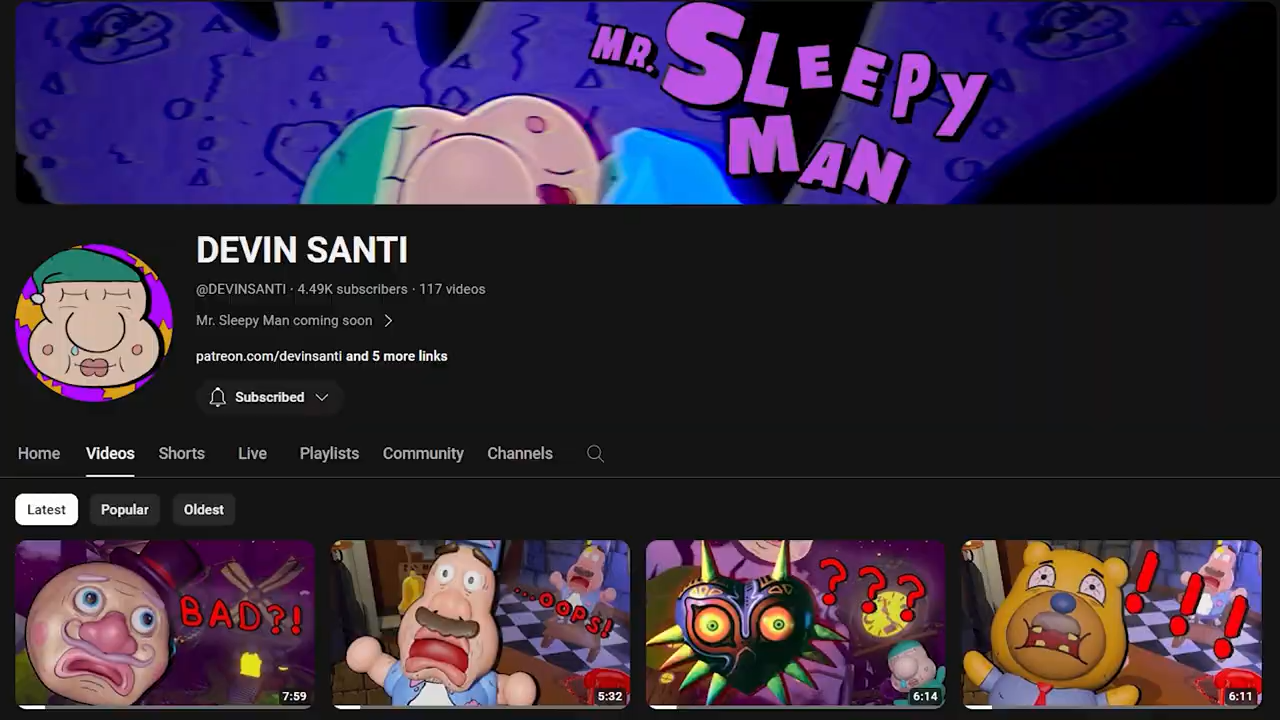 MR. SLEEPY
MAN
DEVIN SANTI
@DEVINSANTI · 4.49K subscribers · 117 videos
Mr. Sleepy Man coming soon
patreon.com/devinsanti and 5 more links
Subscribed
Home Videos Shorts Live Playlists Community Channels
Latest Popular Oldest
BAD?!
7:59
...OOPS!
5:32
???
6:14
!!!
6:11